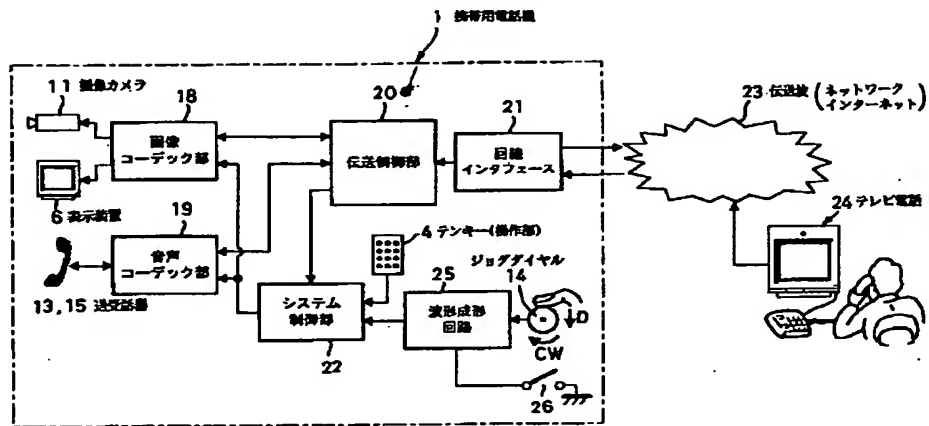 1 携帯用電話機
11 撮像カメラ
18
画像
コーデック部
20
伝送制御部
21
回線
インタフェース
23 伝送波 (ネットワーク
インターネット)
6 表示装置
19
音声
コーデック部
4 テンキー(操作部)
24 テレビ電話
13,15 送受話器
システム
制御部
22
25
波形成形
回路
ジョグダイヤル
14
D
CW
26